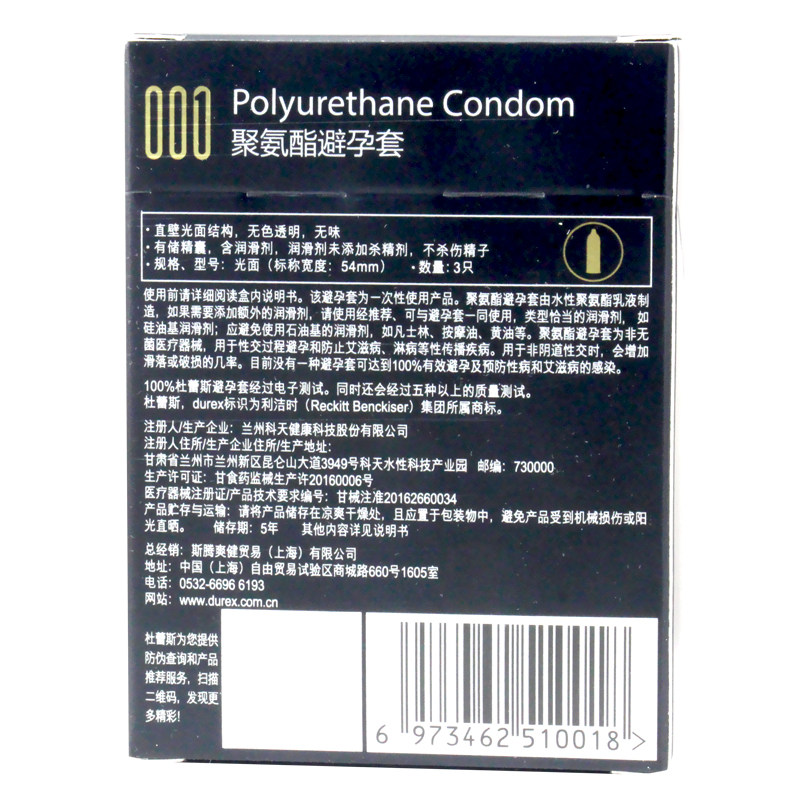 001 Polyurethane Condom
聚氨酯避孕套
·直壁光面结构，无色透明，无味
·有储精囊，含润滑剂，润滑剂未添加杀精剂，不杀伤精子
·规格、型号：光面（标称宽度：54mm） ·数量：3只
使用前请详细阅读盒内说明书。该避孕套为一次性使用产品。聚氨酯避孕套由水性聚氨酯乳液制
造，如果需要添加额外的润滑剂，请使用经推荐、可与避孕套一同使用，类型恰当的润滑剂，如
硅油基润滑剂；应避免使用石油基的润滑剂，如凡士林、按摩油、黄油等。聚氨酯避孕套为非无
菌医疗器械，用于性交过程避孕和防止艾滋病、淋病等性传播疾病。用于非阴道性交时，会增加
滑落或破损的几率。目前没有一种避孕套可达到100%有效避孕及预防性病和艾滋病的感染。
100%杜蕾斯避孕套经过电子测试。同时还会经过五种以上的质量测试。
杜蕾斯，durex标识为利洁时（Reckitt Benckiser）集团所属商标。
注册人/生产企业：兰州科天健康科技股份有限公司
注册人住所/生产企业住所/生产地址：
甘肃省兰州市兰州新区昆仑山大道3949号科天水性科技产业园 邮编：730000
生产许可证：甘食药监械生产许20160006号
医疗器械注册证/产品技术要求编号：甘械注准20162660034
产品贮存与运输：请将产品储存在凉爽干燥处，且应置于包装物中，避免产品受到机械损伤或阳
光直晒。 储存期：5年 其他内容详见说明书
总经销：斯腾爽健贸易（上海）有限公司
地址：中国（上海）自由贸易试验区商城路660号1605室
电话：0532-6696 6193
网站：www.durex.com.cn
杜蕾斯为您提供
防伪查询和产品
推荐服务，扫描
二维码，发现更
多精彩！
6 973462 510018 >